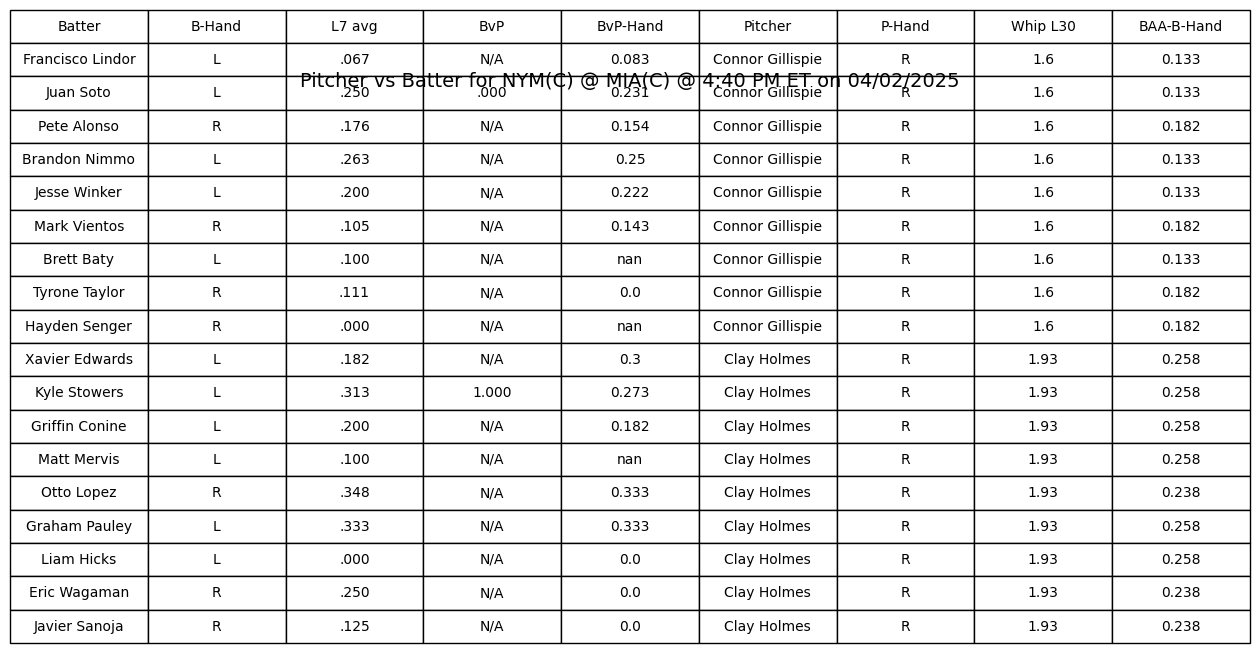 Batter B-Hand L7 avg BvP BvP-Hand Pitcher P-Hand Whip L30 BAA-B-Hand
Francisco Lindor L .067 N/A 0.083 Connor Gillispie R 1.6 0.133
Pitcher vs Batter for NYM(C) @ MIA(C) @ 4:40 PM ET on 04/02/2025
Juan Soto L .250 .000 0.231 Connor Gillispie R 1.6 0.133
Pete Alonso R .176 N/A 0.154 Connor Gillispie R 1.6 0.182
Brandon Nimmo L .263 N/A 0.25 Connor Gillispie R 1.6 0.133
Jesse Winker L .200 N/A 0.222 Connor Gillispie R 1.6 0.133
Mark Vientos R .105 N/A 0.143 Connor Gillispie R 1.6 0.182
Brett Baty L .100 N/A nan Connor Gillispie R 1.6 0.133
Tyrone Taylor R .111 N/A 0.0 Connor Gillispie R 1.6 0.182
Hayden Senger R .000 N/A nan Connor Gillispie R 1.6 0.182
Xavier Edwards L .182 N/A 0.3 Clay Holmes R 1.93 0.258
Kyle Stowers L .313 1.000 0.273 Clay Holmes R 1.93 0.258
Griffin Conine L .200 N/A 0.182 Clay Holmes R 1.93 0.258
Matt Mervis L .100 N/A nan Clay Holmes R 1.93 0.258
Otto Lopez R .348 N/A 0.333 Clay Holmes R 1.93 0.238
Graham Pauley L .333 N/A 0.333 Clay Holmes R 1.93 0.258
Liam Hicks L .000 N/A 0.0 Clay Holmes R 1.93 0.258
Eric Wagaman R .250 N/A 0.0 Clay Holmes R 1.93 0.238
Javier Sanoja R .125 N/A 0.0 Clay Holmes R 1.93 0.238